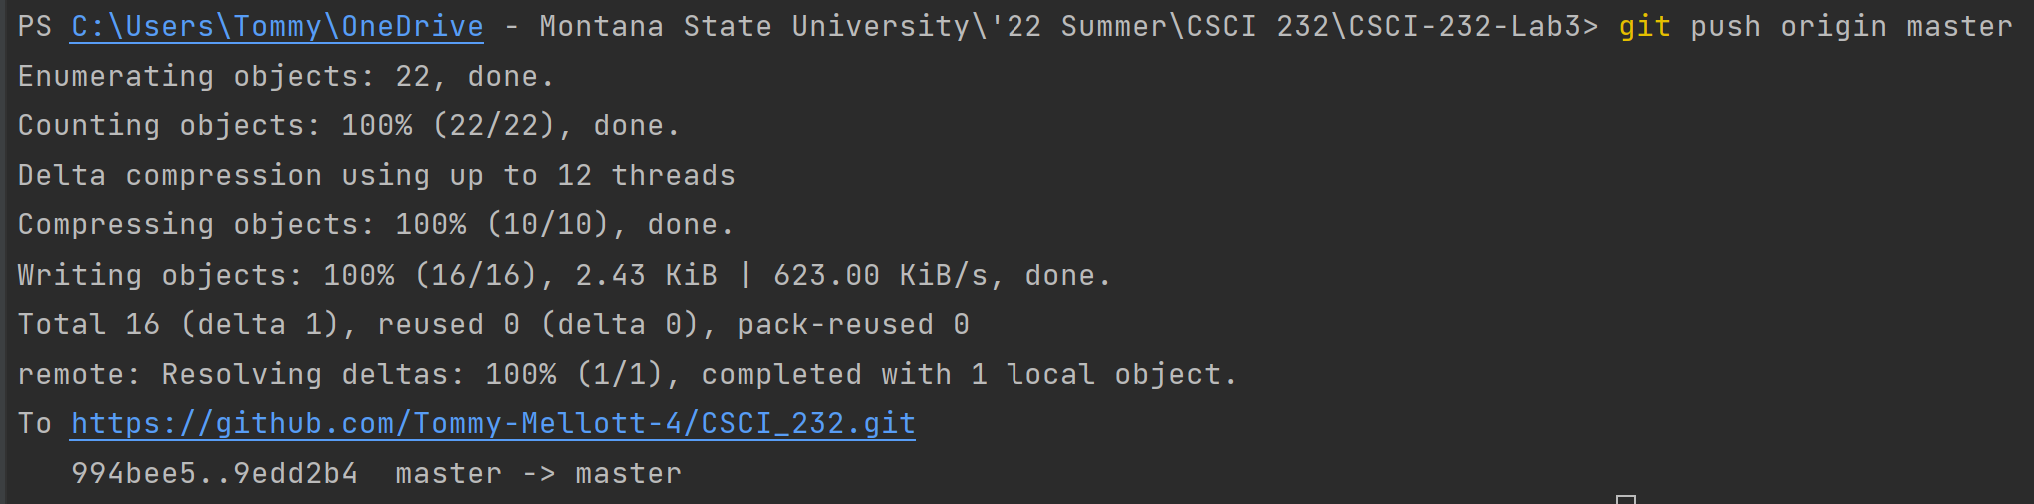 PS C:\Users\Tommy\OneDrive - Montana State University\'22 Summer\CSCI 232\CSCI-232-Lab3> git push origin master
Enumerating objects: 22, done.
Counting objects: 100% (22/22), done.
Delta compression using up to 12 threads
Compressing objects: 100% (10/10), done.
Writing objects: 100% (16/16), 2.43 KiB | 623.00 KiB/s, done.
Total 16 (delta 1), reused 0 (delta 0), pack-reused 0
remote: Resolving deltas: 100% (1/1), completed with 1 local object.
To https://github.com/Tommy-Mellott-4/CSCI_232.git
   994bee5..9edd2b4  master -> master